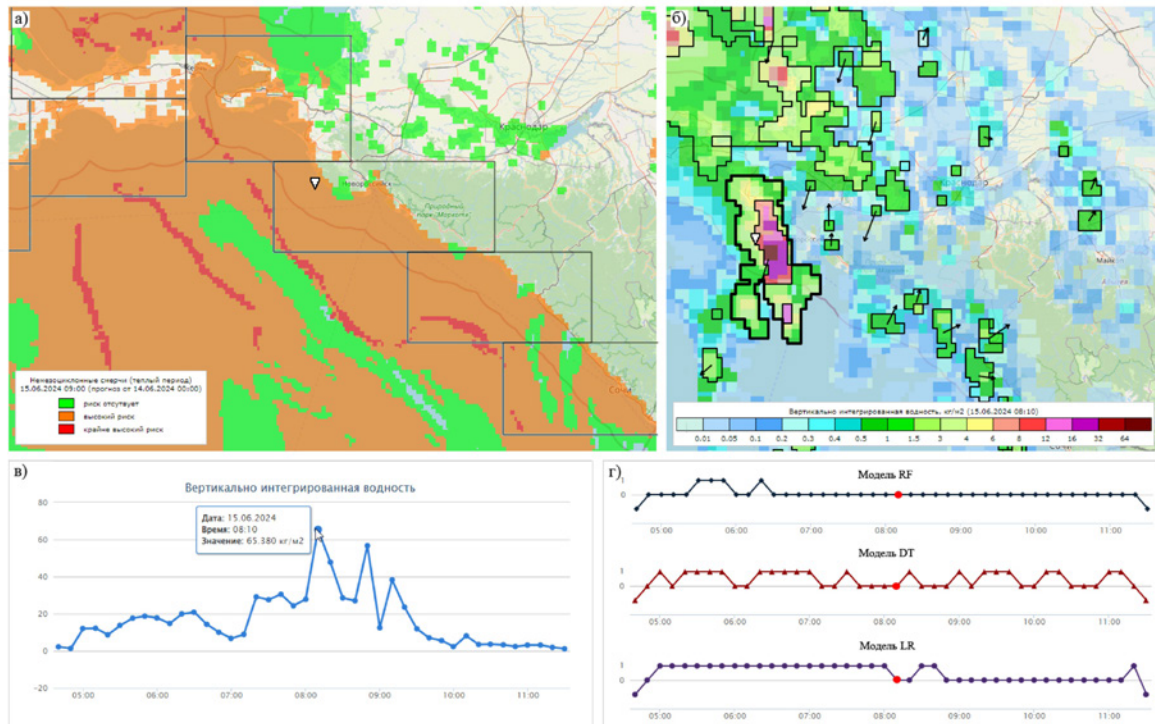 а)
Краснодар
Новороссийск
Природный
парк "Маркотх"
Сочи
Немезоциклонные смерчи (теплый период)
15.06.2024 09:00 (прогноз от 14.06.2024 00:00)
риск отсутвует
высокий риск
крайне высокий риск
б)
Майк
Вертикально интегрированная водность, кг/м2 (15.06.2024 08:10)
0.01 0.05 0.1 0.2 0.3 0.4 0.5 1 1.5 3 4 6 8 12 16 32 64
в)
Вертикально интегрированная водность
80
60
40
20
0
-20
Дата: 15.06.2024
Время: 08:10
Значение: 65.380 кг/м2
05:00 06:00 07:00 08:00 09:00 10:00 11:00
г)
Модель RF
1
0
05:00 06:00 07:00 08:00 09:00 10:00 11:00
Модель DT
1
0
05:00 06:00 07:00 08:00 09:00 10:00 11:00
Модель LR
1
0
05:00 06:00 07:00 08:00 09:00 10:00 11:00